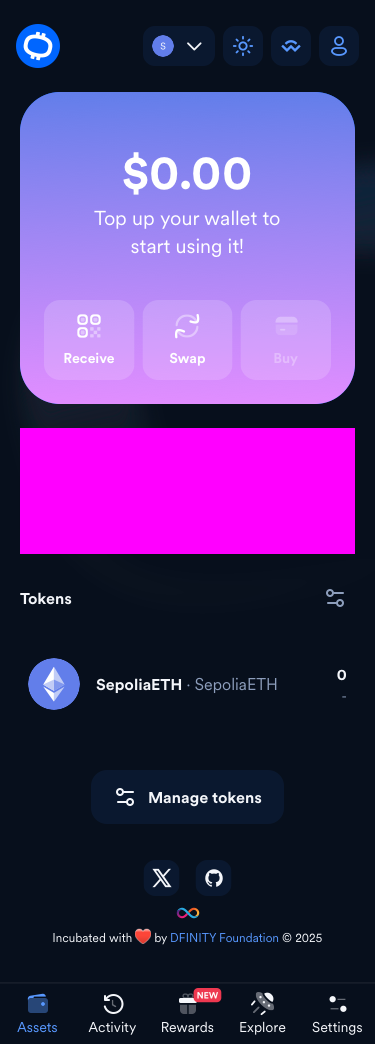 S
$0.00
Top up your wallet to
start using it!
Receive
Swap
Buy
Tokens
SepoliaETH · SepoliaETH
0
-
Manage tokens
Incubated with ❤️ by DFINITY Foundation © 2025
NEW
Assets
Activity
Rewards
Explore
Settings